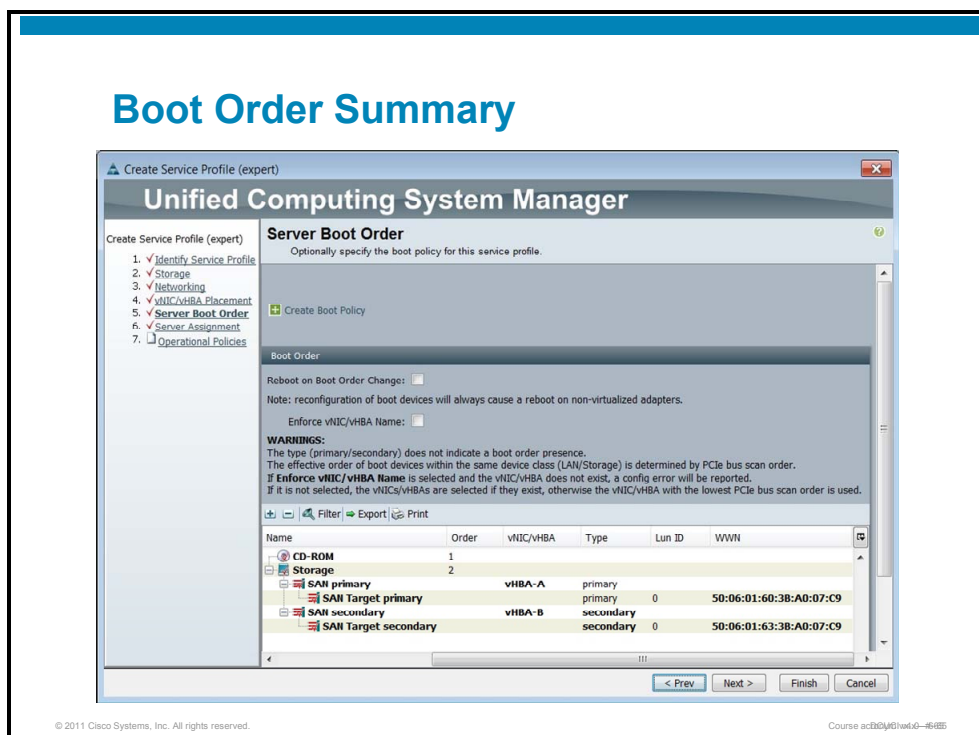 Boot Order Summary
Create Service Profile (expert)
Unified Computing System Manager
Create Service Profile (expert)
1. √Identify Service Profile
2. √Storage
3. √Networking
4. √vNIC/vHBA Placement
5. √Server Boot Order
6. √Server Assignment
7. Operational Policies
Server Boot Order
Optionally specify the boot policy for this service profile.
Create Boot Policy
Boot Order
Reboot on Boot Order Change:
Note: reconfiguration of boot devices will always cause a reboot on non-virtualized adapters.
Enforce vNIC/vHBA Name:
WARNINGS:
The type (primary/secondary) does not indicate a boot order presence.
The effective order of boot devices within the same device class (LAN/Storage) is determined by PCIe bus scan order.
If Enforce vNIC/vHBA Name is selected and the vNIC/vHBA does not exist, a config error will be reported.
If it is not selected, the vNICs/vHBAs are selected if they exist, otherwise the vNIC/vHBA with the lowest PCIe bus scan order is used.
Filter Export Print
Name Order vNIC/vHBA Type Lun ID WWN
CD-ROM 1
Storage 2
SAN primary vHBA-A primary
SAN Target primary primary 0 50:06:01:60:3B:A0:07:C9
SAN secondary vHBA-B secondary
SAN Target secondary secondary 0 50:06:01:63:3B:A0:07:C9
< Prev Next > Finish Cancel
© 2011 Cisco Systems, Inc. All rights reserved.
Course